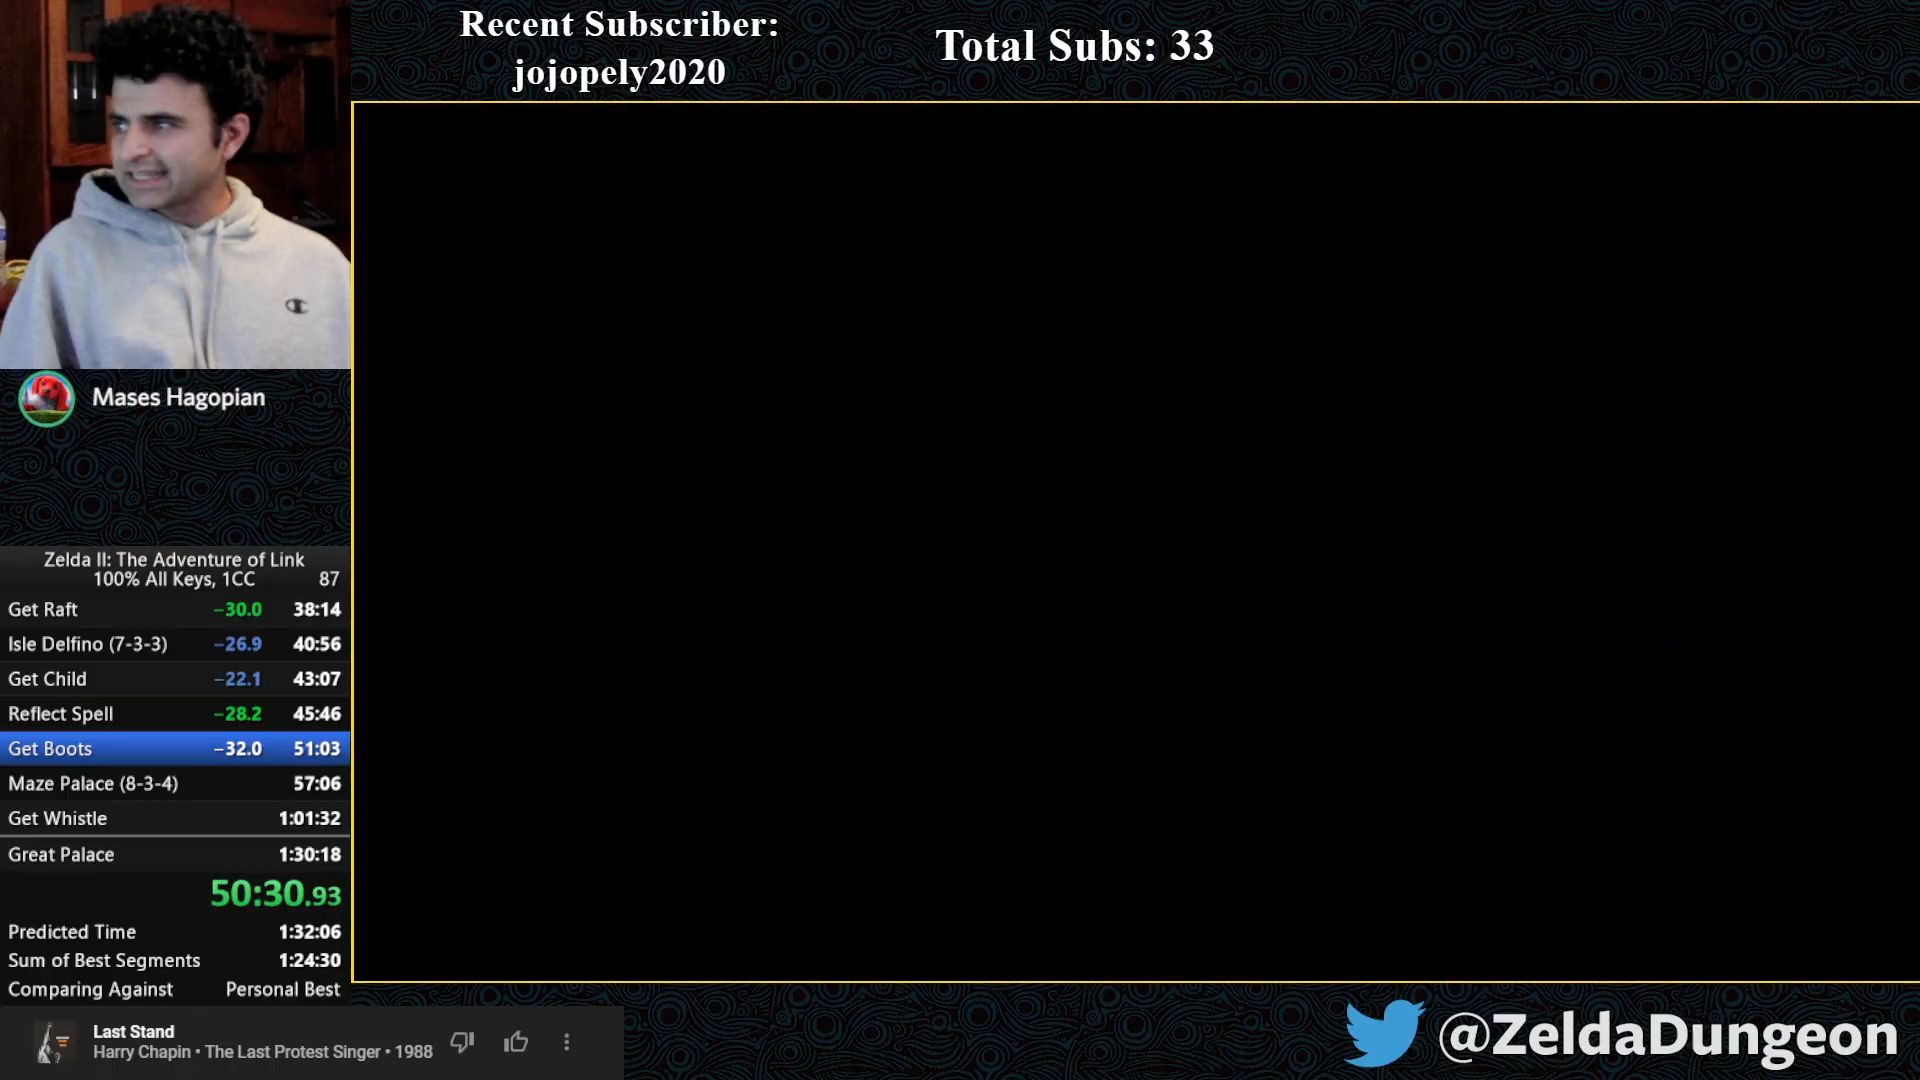 Recent Subscriber:
jojopely2020
Total Subs: 33
Mases Hagopian
Zelda II: The Adventure of Link
100% All Keys, 1CC 87
Get Raft -30.0 38:14
Isle Delfino (7-3-3) -26.9 40:56
Get Child -22.1 43:07
Reflect Spell -28.2 45:46
Get Boots -32.0 51:03
Maze Palace (8-3-4) 57:06
Get Whistle 1:01:32
Great Palace 1:30:18
50:30.93
Predicted Time 1:32:06
Sum of Best Segments 1:24:30
Comparing Against Personal Best
Last Stand
Harry Chapin • The Last Protest Singer • 1988
@ZeldaDungeon